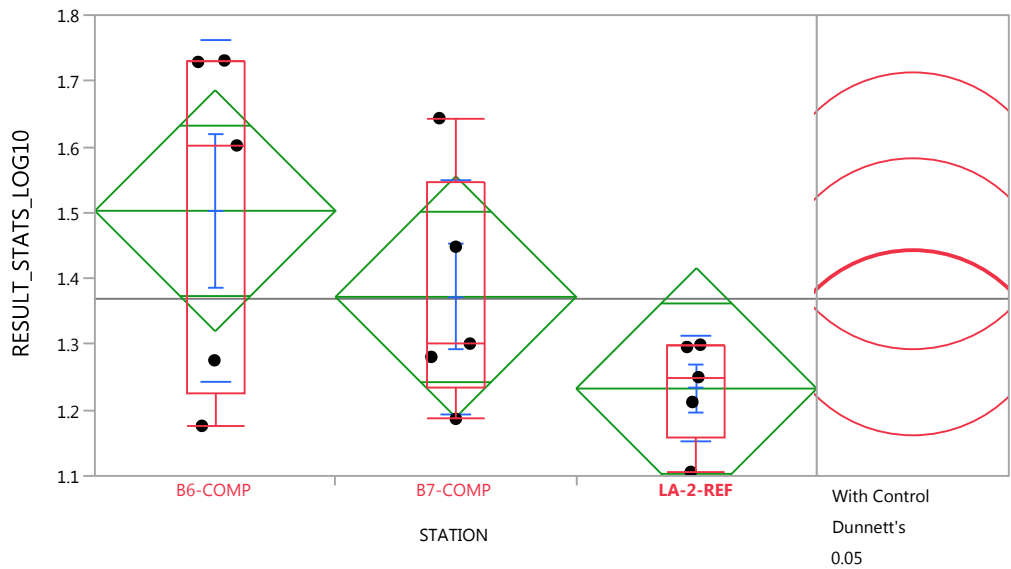 RESULT_STATS_LOG10
1.8
1.7
1.6
1.5
1.4
1.3
1.2
1.1
B6-COMP B7-COMP LA-2-REF
STATION
With Control
Dunnett's
0.05